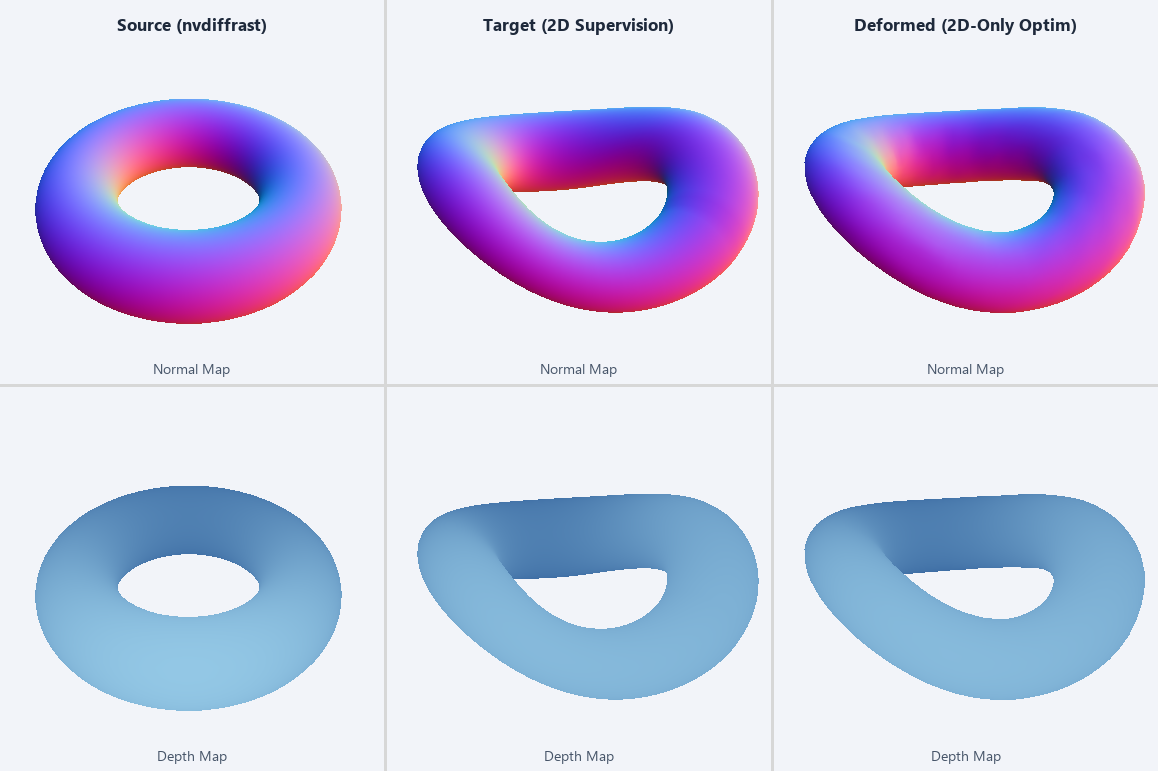 Source (nvdiffrast)
Target (2D Supervision)
Deformed (2D-Only Optim)
Normal Map
Normal Map
Normal Map
Depth Map
Depth Map
Depth Map